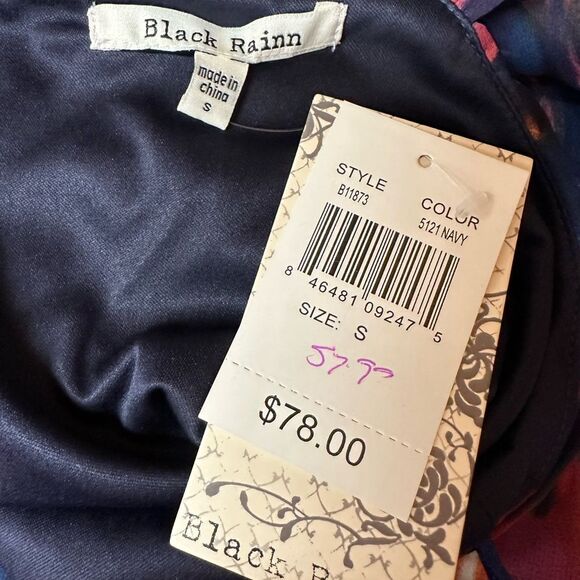 Black Rainn
made in
china
S
STYLE
B11873
COLOR
5121 NAVY
8 46481 09247 5
SIZE: S
57.90
$78.00
Black R